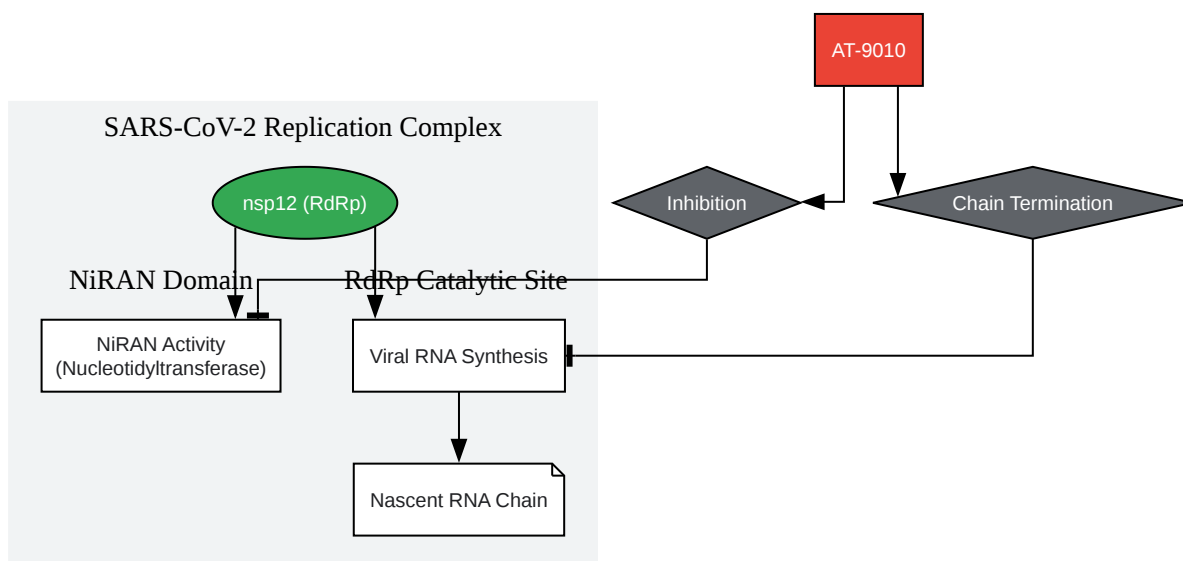 AT-9010
SARS-CoV-2 Replication Complex
nsp12 (RdRp)
Inhibition
Chain Termination
NiRAN Domain
RdRp Catalytic Site
NiRAN Activity
(Nucleotidyltransferase)
Viral RNA Synthesis
Nascent RNA Chain